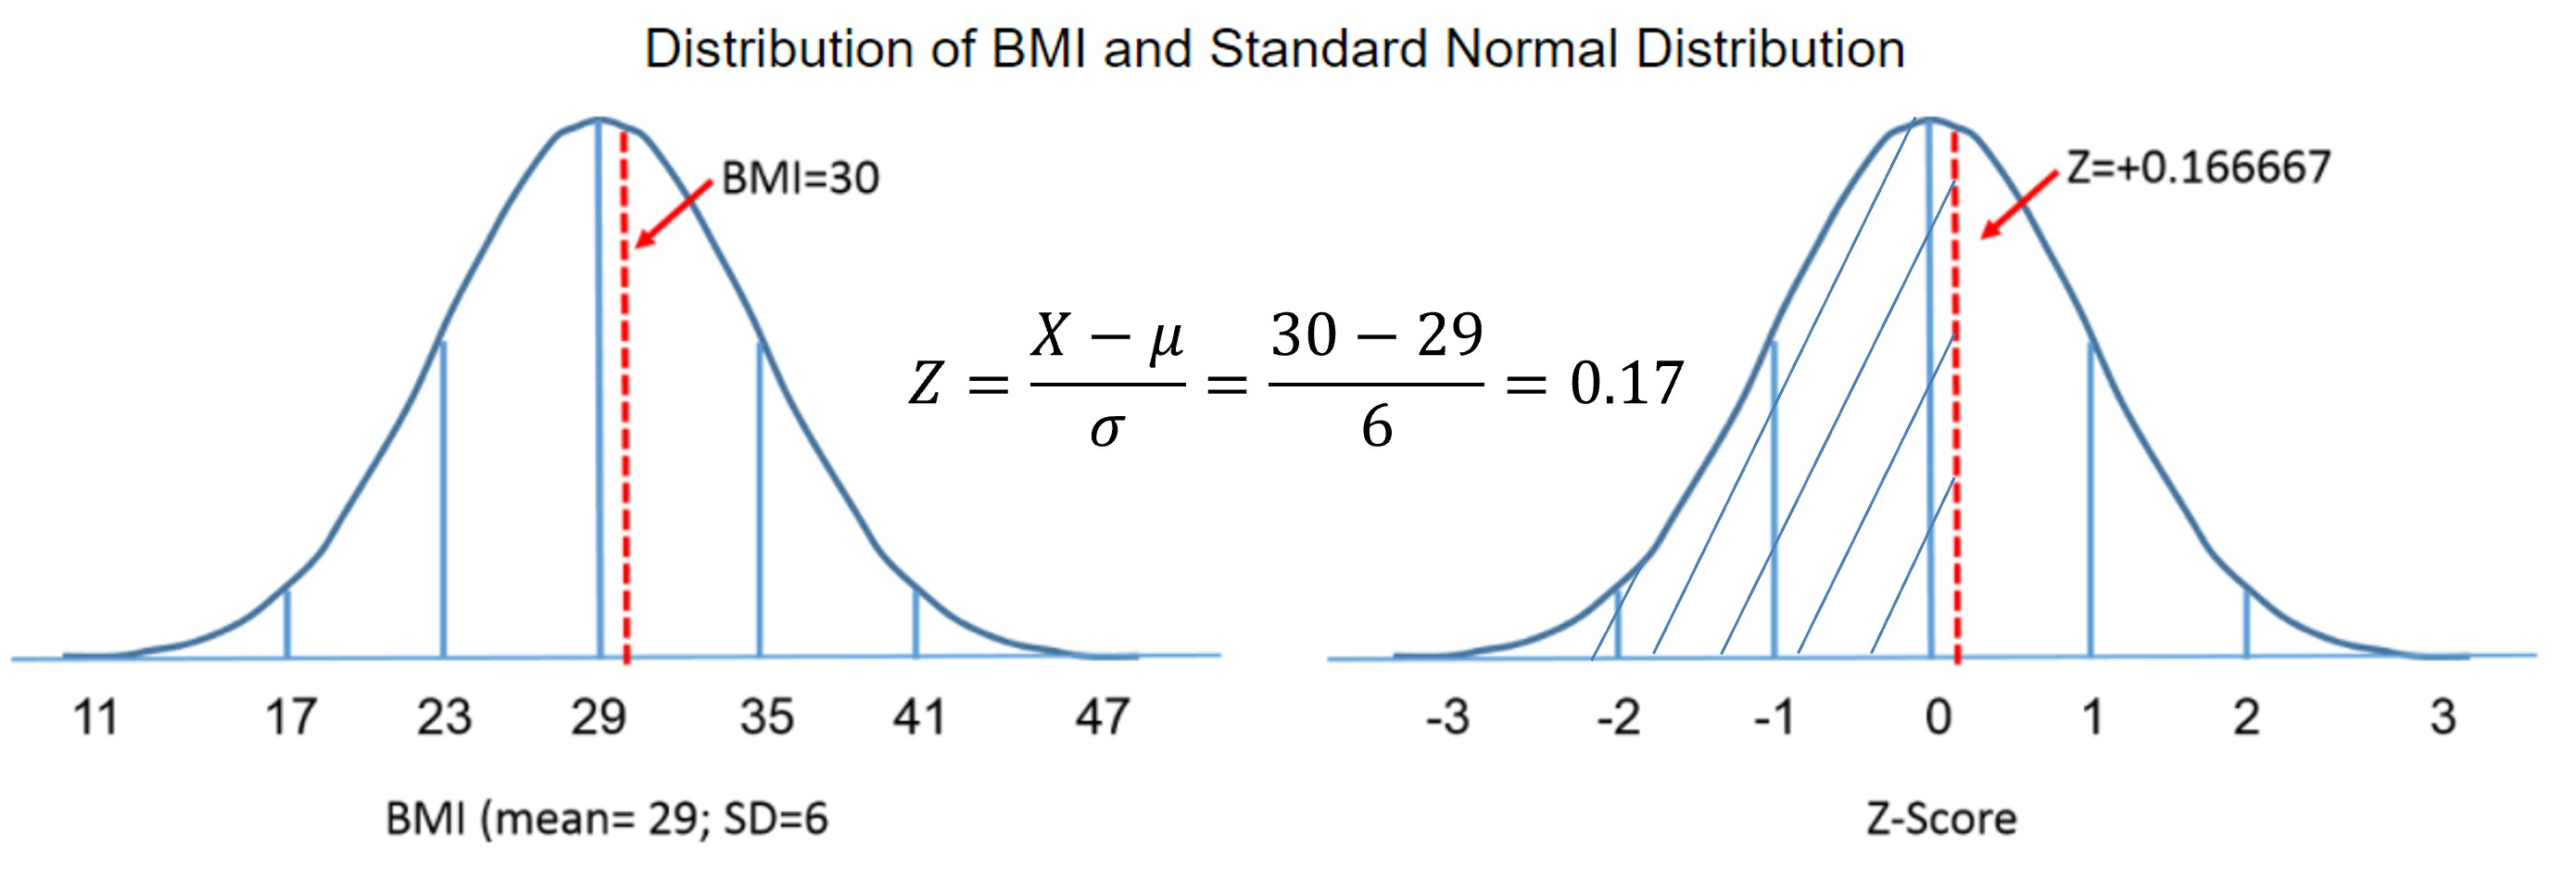 Distribution of BMI and Standard Normal Distribution
BMI=30
Z=+0.166667
Z = (X − μ)/σ = (30 − 29)/6 = 0.17
11 17 23 29 35 41 47
-3 -2 -1 0 1 2 3
BMI (mean= 29; SD=6
Z-Score